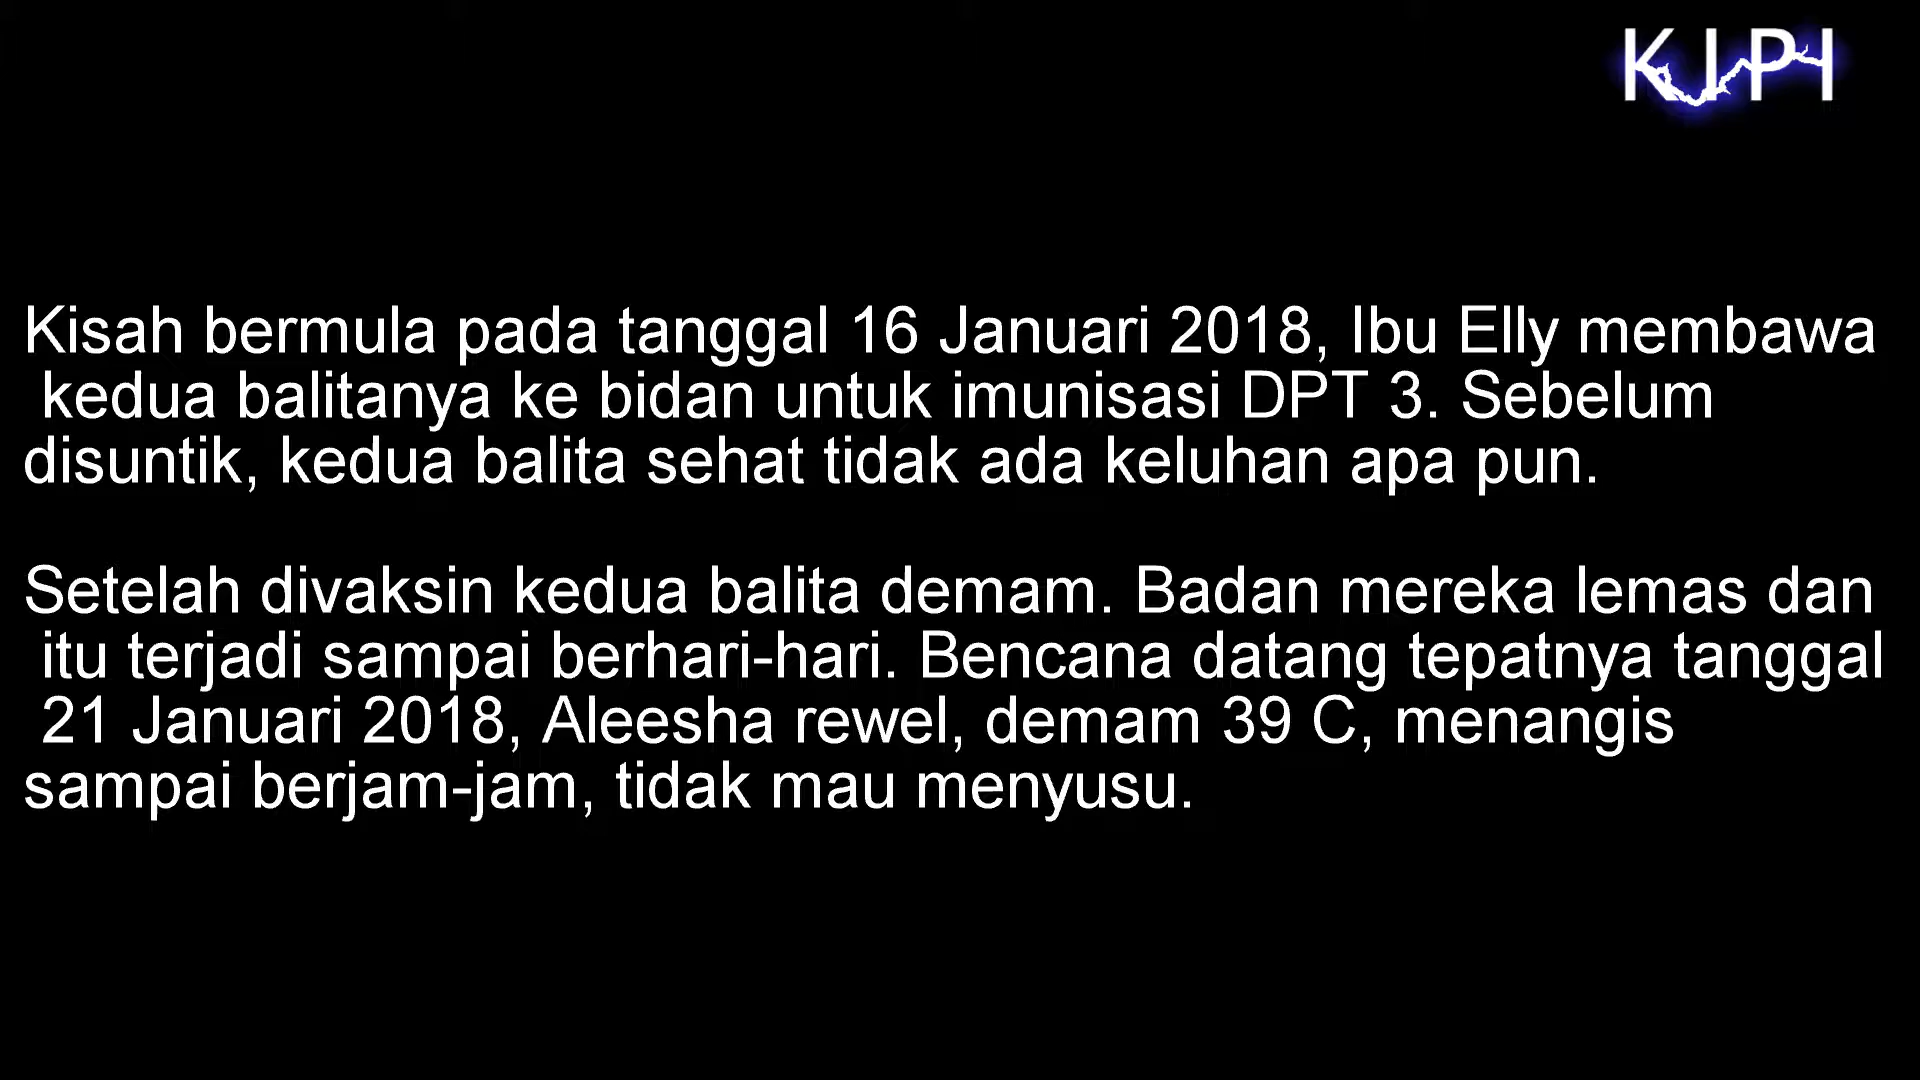 KIPI
Kisah bermula pada tanggal 16 Januari 2018, Ibu Elly membawa
kedua balitanya ke bidan untuk imunisasi DPT 3. Sebelum
disuntik, kedua balita sehat tidak ada keluhan apa pun.
Setelah divaksin kedua balita demam. Badan mereka lemas dan
itu terjadi sampai berhari-hari. Bencana datang tepatnya tanggal
21 Januari 2018, Aleesha rewel, demam 39 C, menangis
sampai berjam-jam, tidak mau menyusu.